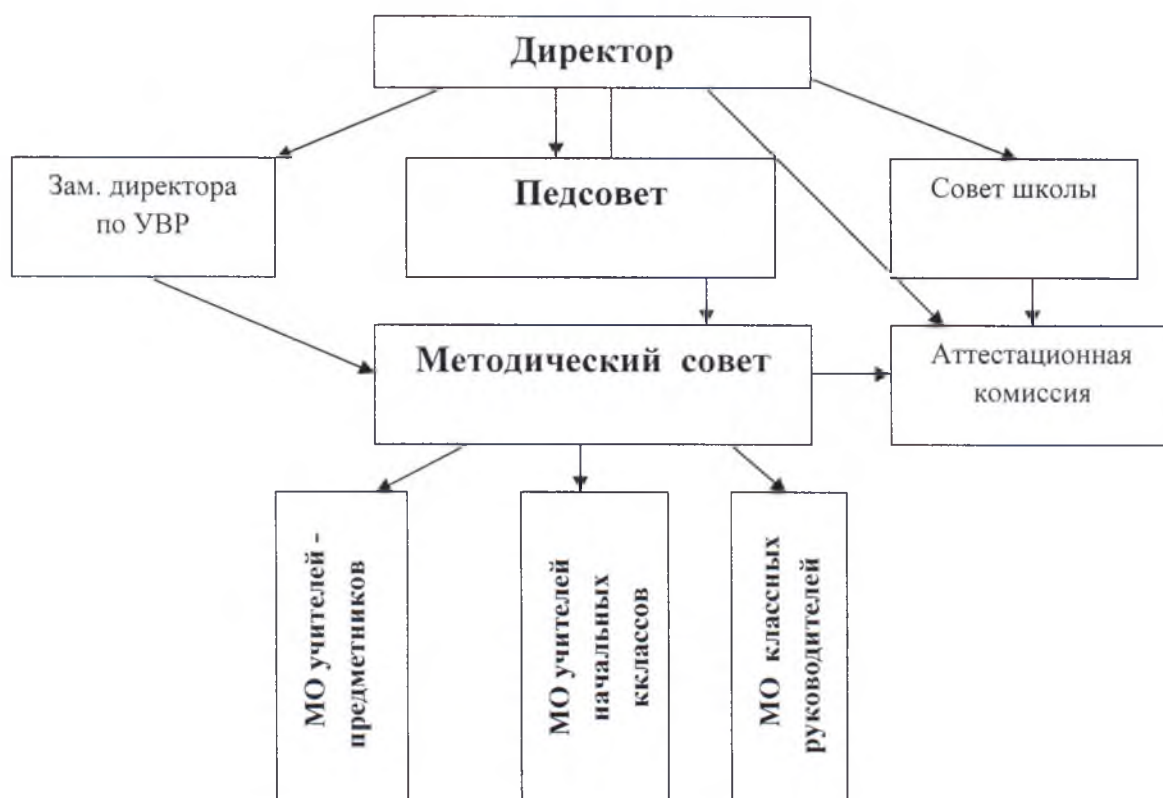 Директор
Зам. директора
по УВР
Педсовет
Совет школы
Методический совет
Аттестационная
комиссия
МО учителей -
предметников
МО учителей
начальных
кклассов
МО классных
руководителей